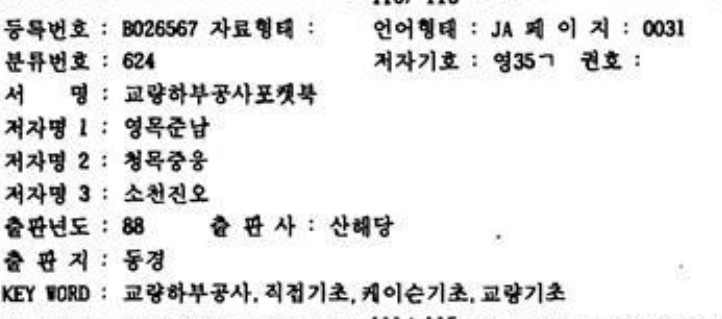 등록번호 : B026567 자료형태 : 언어형태 : JA 페 이 지 : 0031
분류번호 : 624 저자기호 : 영35ㄱ 권호 :
서 명 : 교량하부공사포켓북
저자명 1 : 영목준남
저자명 2 : 청목중웅
저자명 3 : 소천진오
출판년도 : 88 출 판 사 : 산해당
출 판 지 : 동경
KEY WORD : 교량하부공사, 직접기초, 케이슨기초, 교량기초